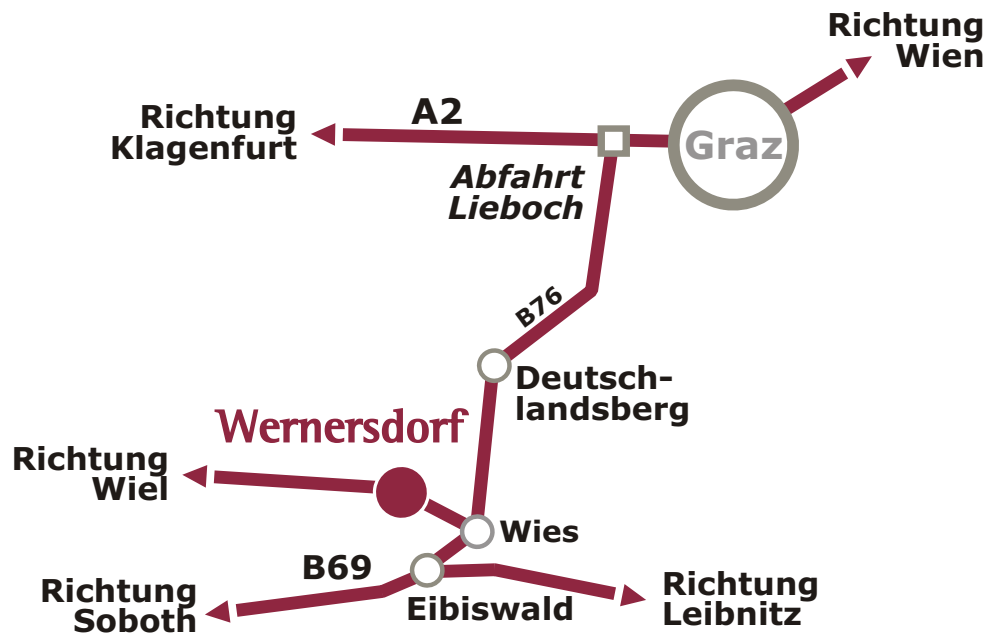 Richtung
Wien
A2
Richtung
Klagenfurt
Graz
Abfahrt
Lieboch
B76
Deutsch-
landsberg
Wernersdorf
Richtung
Wiel
Wies
B69
Richtung
Soboth
Eibiswald
Richtung
Leibnitz